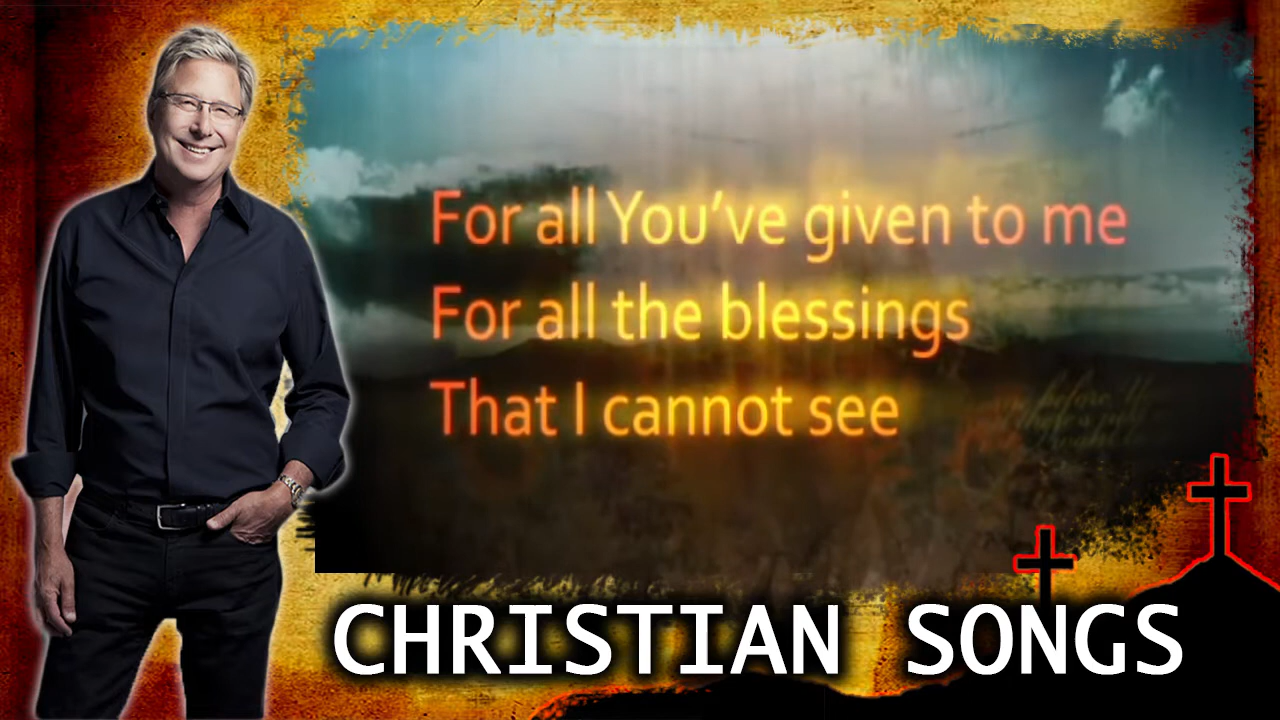 For all You've given to me
For all the blessings
That I cannot see
CHRISTIAN SONGS